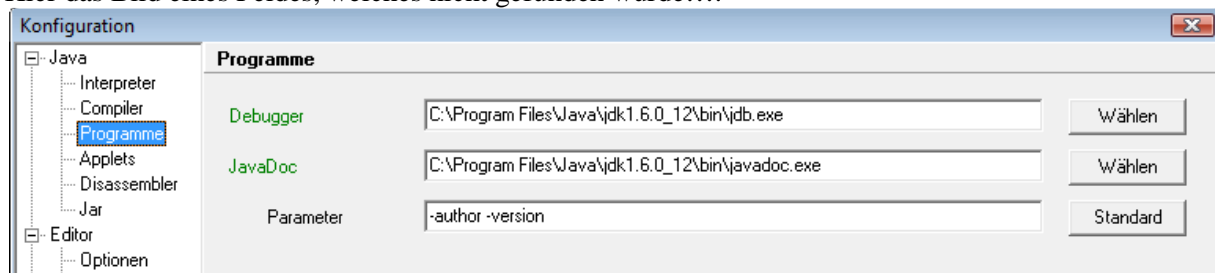 Konfiguration
Java
Programme
Interpreter
Compiler
Debugger
C:\Program Files\Java\jdk1.6.0_12\bin\jdb.exe
Wählen
Programme
Applets
JavaDoc
C:\Program Files\Java\jdk1.6.0_12\bin\javadoc.exe
Wählen
Disassembler
Jar
Parameter
-author -version
Standard
Editor
Optionen